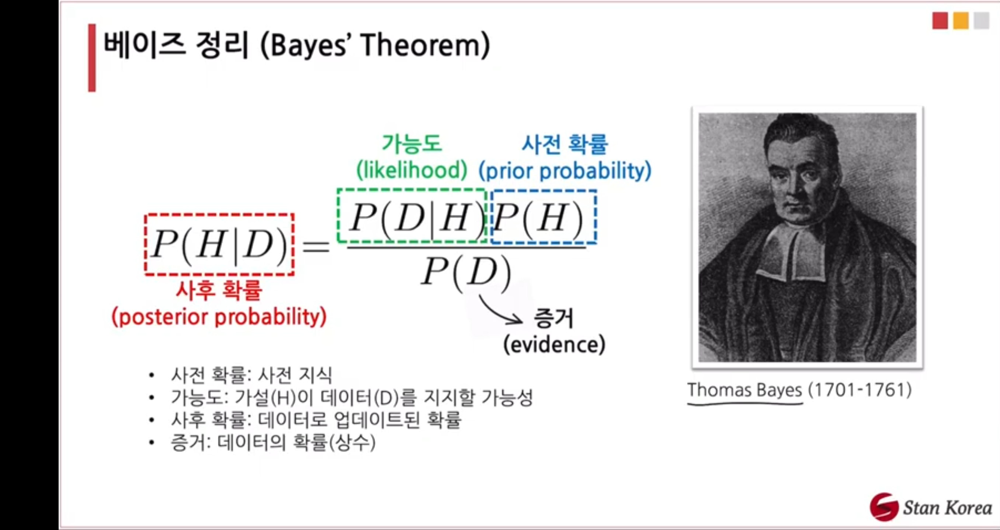 베이즈 정리 (Bayes’ Theorem)
가능도
(likelihood)
사전 확률
(prior probability)
P(H|D) = P(D|H)P(H)
P(D)
사후 확률
(posterior probability)
증거
(evidence)
• 사전 확률: 사전 지식
• 가능도: 가설(H)이 데이터(D)를 지지할 가능성
• 사후 확률: 데이터로 업데이트된 확률
• 증거: 데이터의 확률(상수)
Thomas Bayes (1701-1761)
Stan Korea